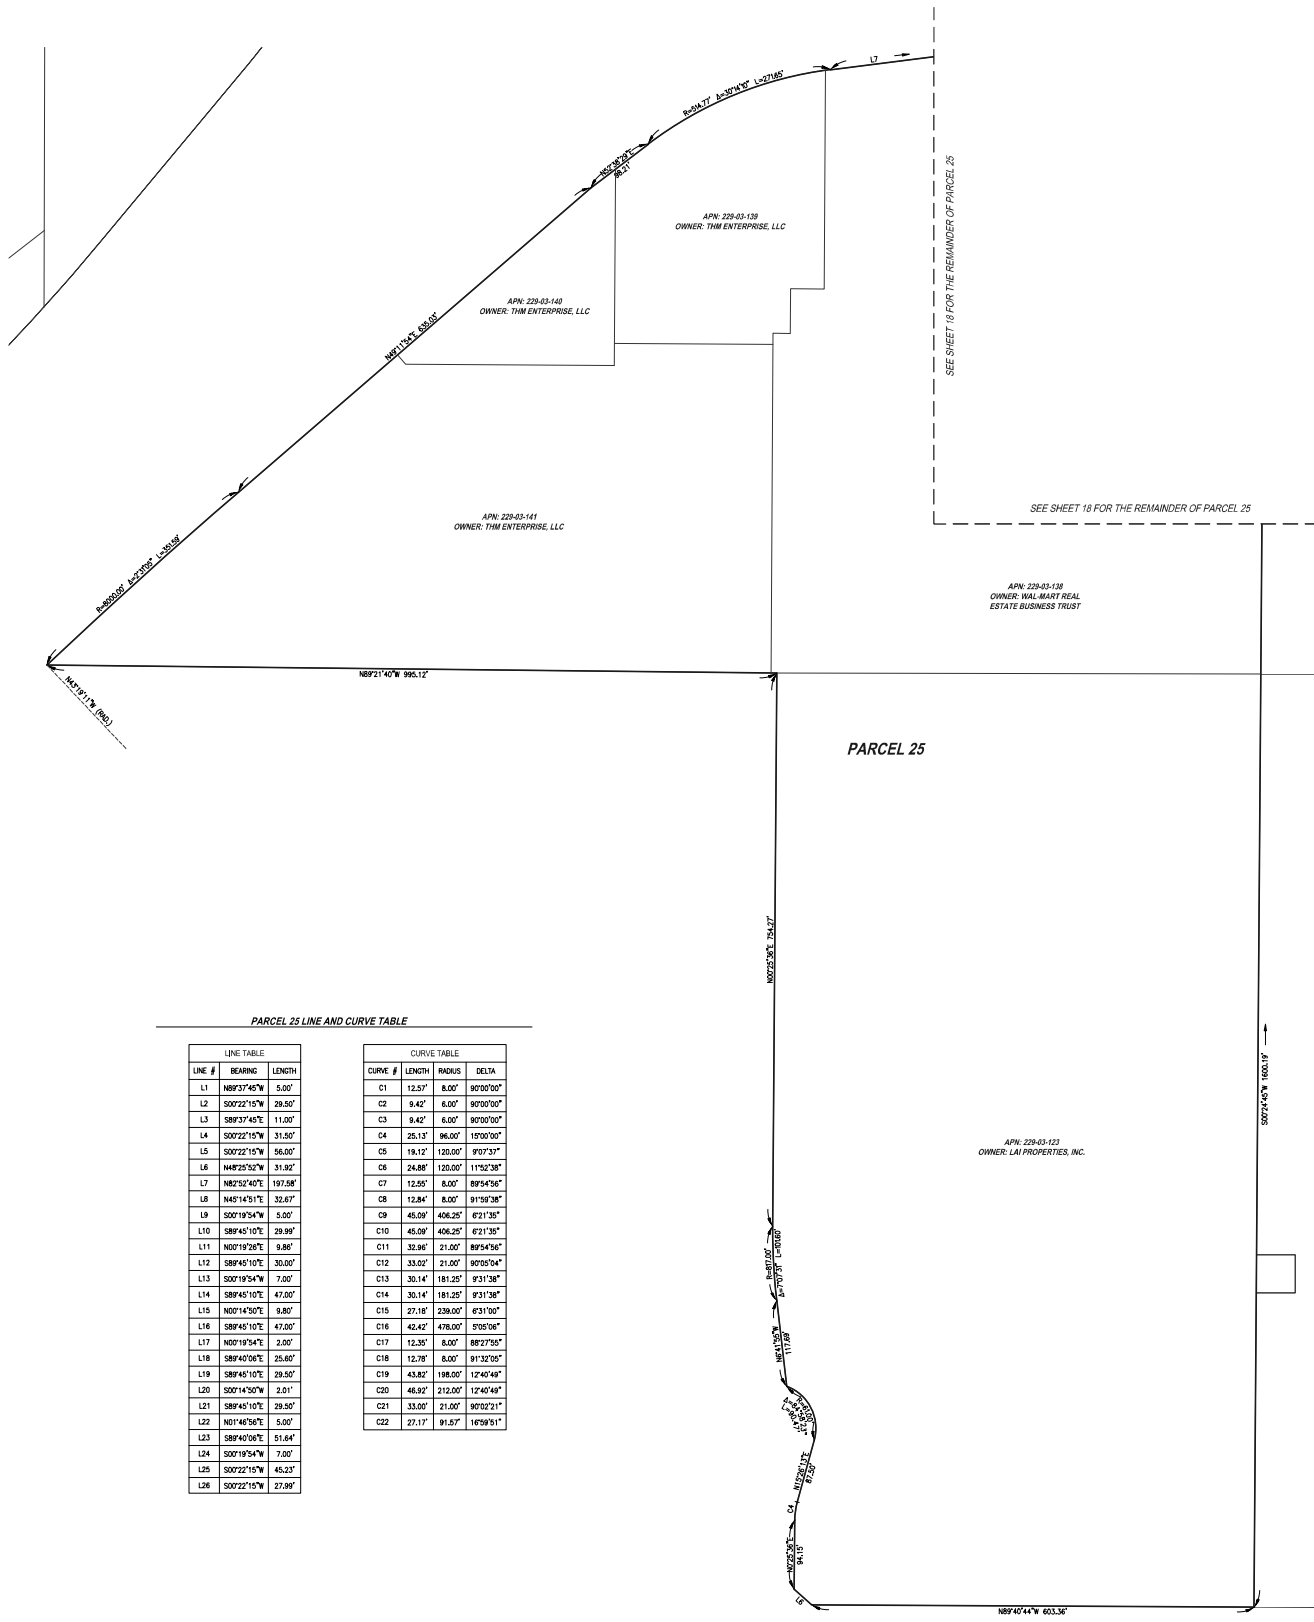 L7
R=514.77' Δ=30°14'10" L=271.65'
N52°38'29"E
98.21'
SEE SHEET 18 FOR THE REMAINDER OF PARCEL 25
APN: 229-03-139
OWNER: THM ENTERPRISE, LLC
APN: 229-03-140
OWNER: THM ENTERPRISE, LLC
N49°11'54"E 635.03'
SEE SHEET 18 FOR THE REMAINDER OF PARCEL 25
APN: 229-03-141
OWNER: THM ENTERPRISE, LLC
R=8000.00' Δ=2°31'05" L=351.59'
APN: 229-03-138
OWNER: WAL-MART REAL
ESTATE BUSINESS TRUST
N89°21'40"W 995.12'
N43°19'11"W (RAD.)
PARCEL 25
N00°25'36"E 754.27'
PARCEL 25 LINE AND CURVE TABLE
LINE TABLE
LINE # BEARING LENGTH
L1 N89°37'45"W 5.00'
L2 S00°22'15"W 29.50'
L3 S89°37'45"E 11.00'
L4 S00°22'15"W 31.50'
L5 S00°22'15"W 56.00'
L6 N48°25'52"W 31.92'
L7 N82°52'40"E 197.58'
L8 N45°14'51"E 32.67'
L9 S00°19'54"W 5.00'
L10 S89°45'10"E 29.99'
L11 N00°19'26"E 9.86'
L12 S89°45'10"E 30.00'
L13 S00°19'54"W 7.00'
L14 S89°45'10"E 47.00'
L15 N00°14'50"E 9.80'
L16 S89°45'10"E 47.00'
L17 N00°19'54"E 2.00'
L18 S89°40'06"E 25.60'
L19 S89°45'10"E 29.50'
L20 S00°14'50"W 2.01'
L21 S89°45'10"E 29.50'
L22 N01°46'56"E 5.00'
L23 S89°40'06"E 51.64'
L24 S00°19'54"W 7.00'
L25 S00°22'15"W 45.23'
L26 S00°22'15"W 27.99'
CURVE TABLE
CURVE # LENGTH RADIUS DELTA
C1 12.57' 8.00' 90°00'00"
C2 9.42' 6.00' 90°00'00"
C3 9.42' 6.00' 90°00'00"
C4 25.13' 96.00' 15°00'00"
C5 19.12' 120.00' 9°07'37"
C6 24.88' 120.00' 11°52'38"
C7 12.55' 8.00' 89°54'56"
C8 12.84' 8.00' 91°59'38"
C9 45.09' 406.25' 6°21'35"
C10 45.09' 406.25' 6°21'35"
C11 32.96' 21.00' 89°54'56"
C12 33.02' 21.00' 90°05'04"
C13 30.14' 181.25' 9°31'38"
C14 30.14' 181.25' 9°31'38"
C15 27.18' 239.00' 6°31'00"
C16 42.42' 478.00' 5°05'06"
C17 12.35' 8.00' 88°27'55"
C18 12.78' 8.00' 91°32'05"
C19 43.82' 198.00' 12°40'49"
C20 46.92' 212.00' 12°40'49"
C21 33.00' 21.00' 90°02'21"
C22 27.17' 91.57' 16°59'51"
S00°24'45"W 1600.19'
APN: 229-03-123
OWNER: LAI PROPERTIES, INC.
R=817.00'
Δ=7°07'31" L=101.60'
N6°41'55"W
117.69'
R=61.00'
Δ=84°58'23"
L=90.47'
N15°26'13"E
87.50'
C4
N0°25'36"E
94.15'
L6
N89°40'44"W 603.36'